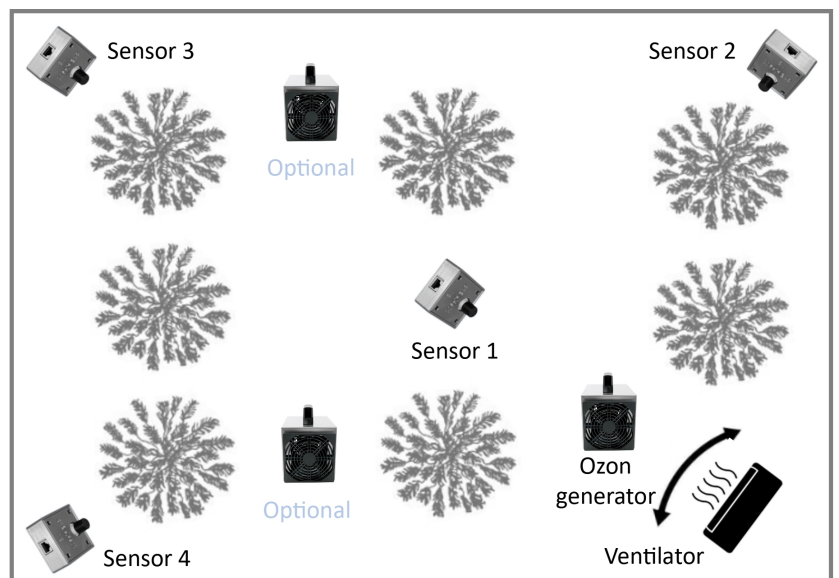 Sensor 3
Sensor 2
Optional
Sensor 1
Ozon
generator
Optional
Sensor 4
Ventilator